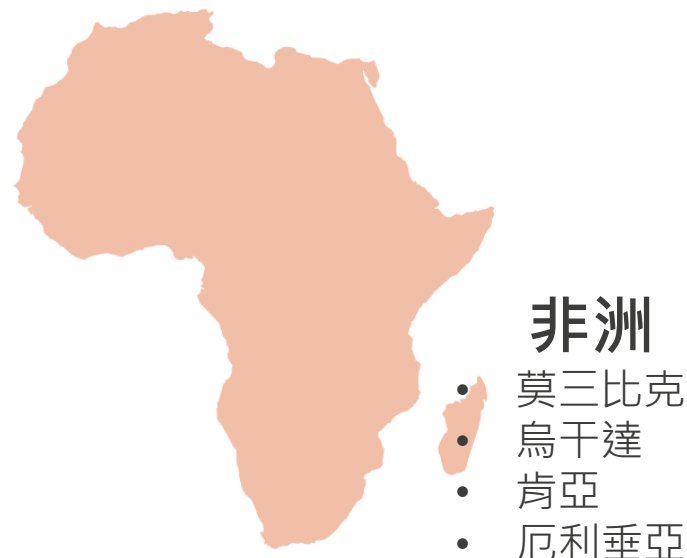 非洲
• 莫三比克
• 烏干達
• 肯亞
• 厄利垂亞